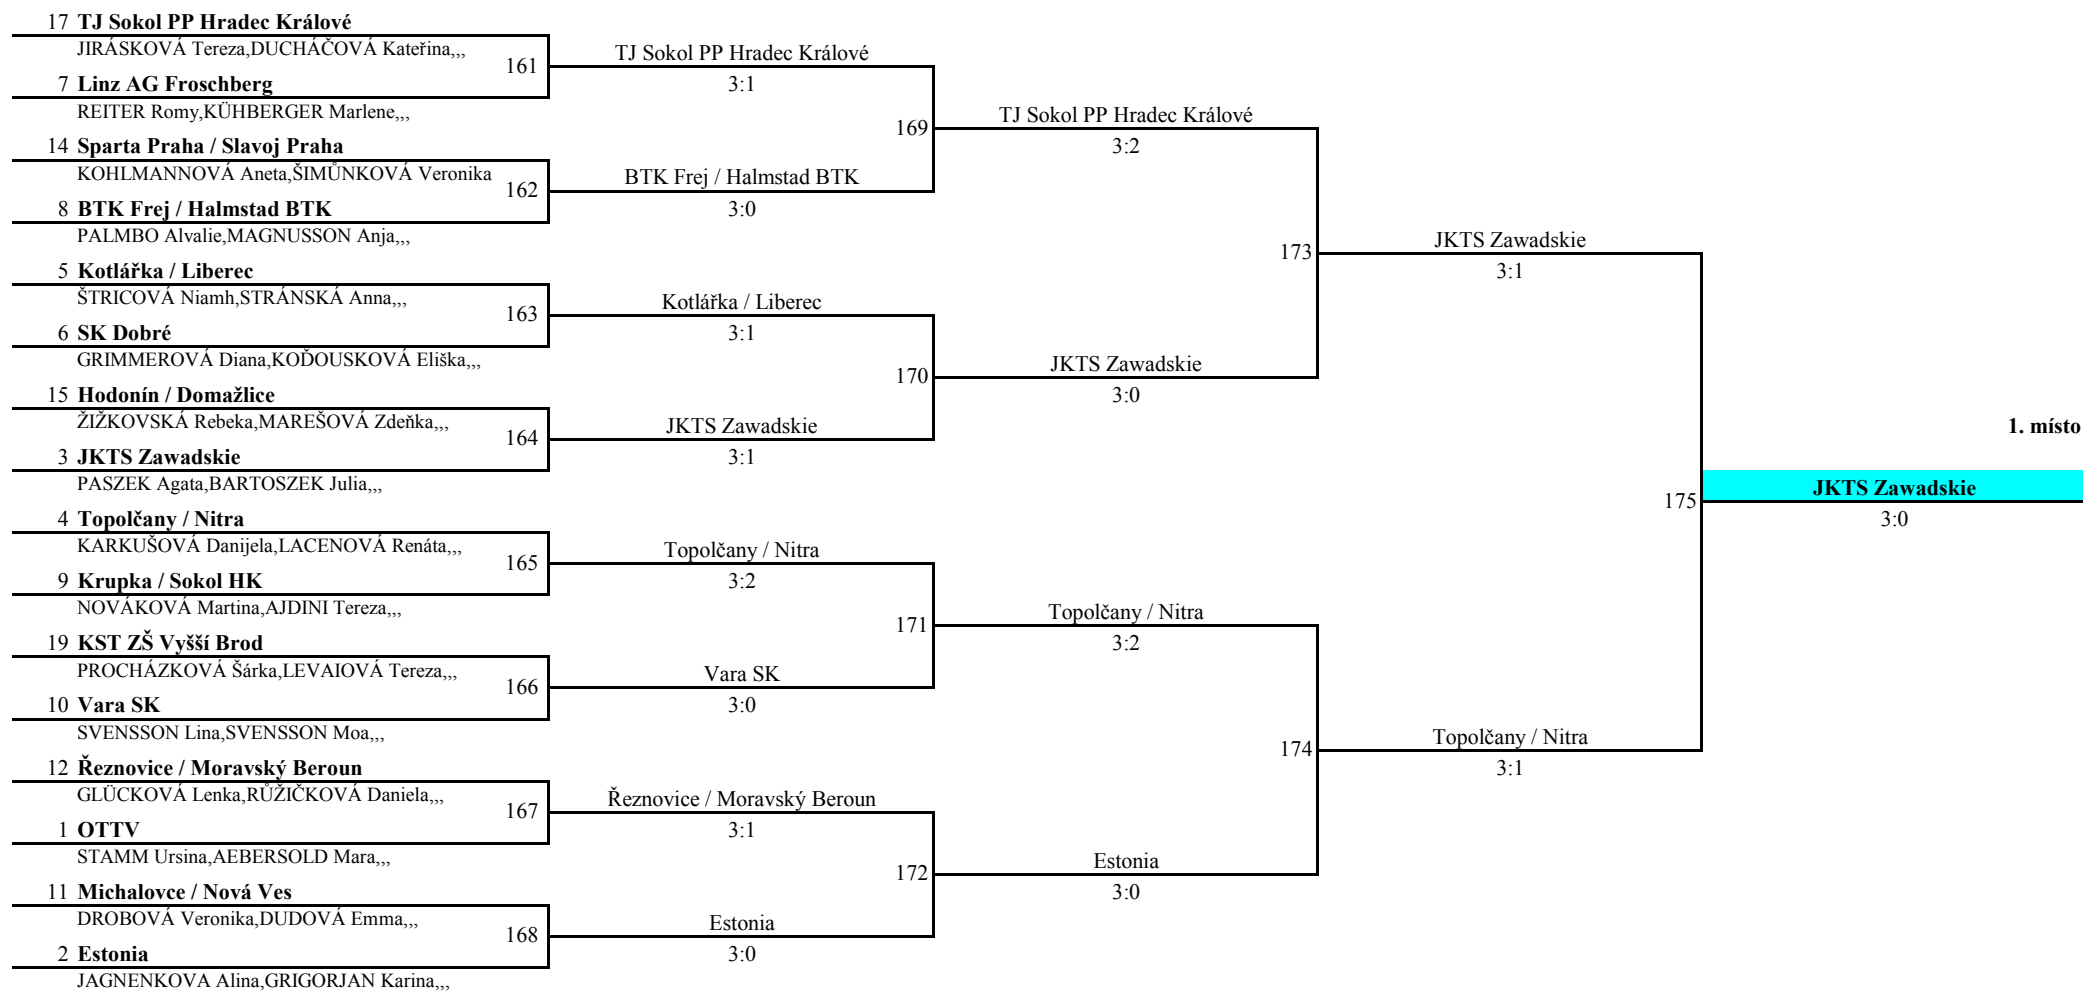 17 TJ Sokol PP Hradec Králové
JIRÁSKOVÁ Tereza,DUCHÁČOVÁ Kateřina,,,
161
7 Linz AG Froschberg
REITER Romy,KÜHBERGER Marlene,,,
14 Sparta Praha / Slavoj Praha
KOHLMANNOVÁ Aneta,ŠIMŮNKOVÁ Veronika
162
8 BTK Frej / Halmstad BTK
PALMBO Alvalie,MAGNUSSON Anja,,,
5 Kotlářka / Liberec
ŠTRICOVÁ Niamh,STRÁNSKÁ Anna,,,
163
6 SK Dobré
GRIMMEROVÁ Diana,KOĎOUSKOVÁ Eliška,,,
15 Hodonín / Domažlice
ŽIŽKOVSKÁ Rebeka,MAREŠOVÁ Zdeňka,,,
164
3 JKTS Zawadskie
PASZEK Agata,BARTOSZEK Julia,,,
4 Topolčany / Nitra
KARKUŠOVÁ Danijela,LACENOVÁ Renáta,,,
165
9 Krupka / Sokol HK
NOVÁKOVÁ Martina,AJDINI Tereza,,,
19 KST ZŠ Vyšší Brod
PROCHÁZKOVÁ Šárka,LEVAIOVÁ Tereza,,,
166
10 Vara SK
SVENSSON Lina,SVENSSON Moa,,,
12 Řeznovice / Moravský Beroun
GLÜCKOVÁ Lenka,RŮŽIČKOVÁ Daniela,,,
167
1 OTTV
STAMM Ursina,AEBERSOLD Mara,,,
11 Michalovce / Nová Ves
DROBOVÁ Veronika,DUDOVÁ Emma,,,
168
2 Estonia
JAGNENKOVA Alina,GRIGORJAN Karina,,,
TJ Sokol PP Hradec Králové
3:1
169
BTK Frej / Halmstad BTK
3:0
Kotlářka / Liberec
3:1
170
JKTS Zawadskie
3:1
Topolčany / Nitra
3:2
171
Vara SK
3:0
Řeznovice / Moravský Beroun
3:1
172
Estonia
3:0
TJ Sokol PP Hradec Králové
3:2
173
JKTS Zawadskie
3:0
Topolčany / Nitra
3:2
174
Estonia
3:0
JKTS Zawadskie
3:1
175
Topolčany / Nitra
3:1
1. místo
JKTS Zawadskie
3:0